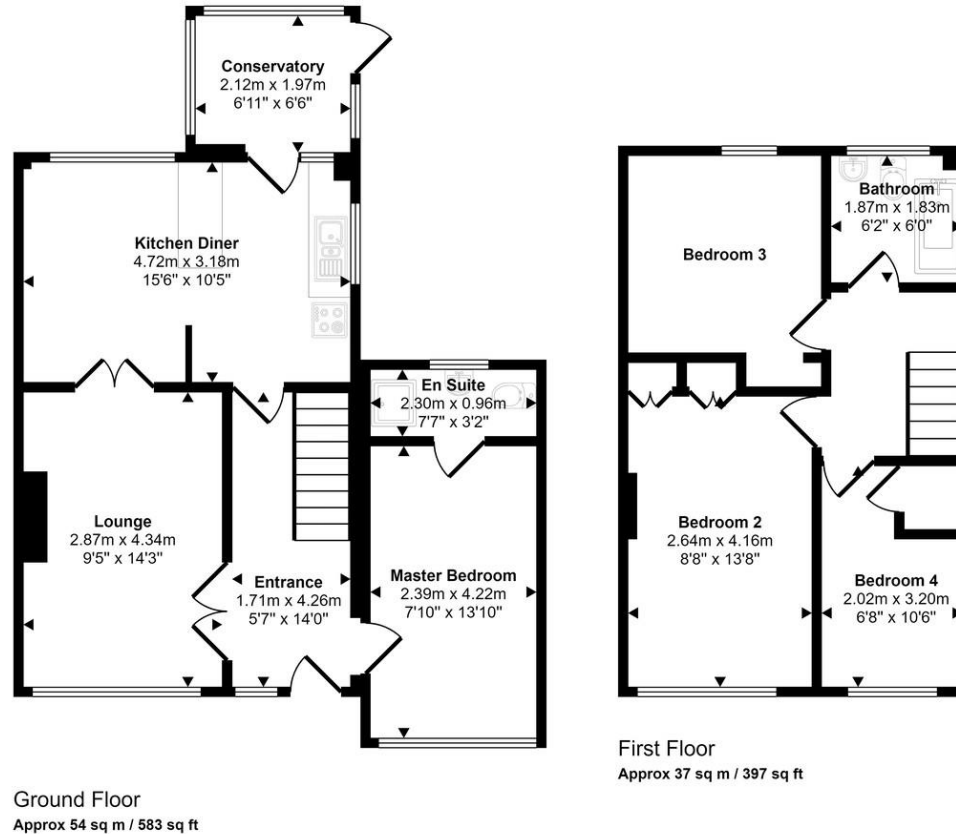 Conservatory
2.12m x 1.97m
6'11" x 6'6"
Kitchen Diner
4.72m x 3.18m
15'6" x 10'5"
En Suite
2.30m x 0.96m
7'7" x 3'2"
Lounge
2.87m x 4.34m
9'5" x 14'3"
Entrance
1.71m x 4.26m
5'7" x 14'0"
Master Bedroom
2.39m x 4.22m
7'10" x 13'10"
Ground Floor
Approx 54 sq m / 583 sq ft
Bathroom
1.87m x 1.83m
6'2" x 6'0"
Bedroom 3
Bedroom 2
2.64m x 4.16m
8'8" x 13'8"
Bedroom 4
2.02m x 3.20m
6'8" x 10'6"
First Floor
Approx 37 sq m / 397 sq ft